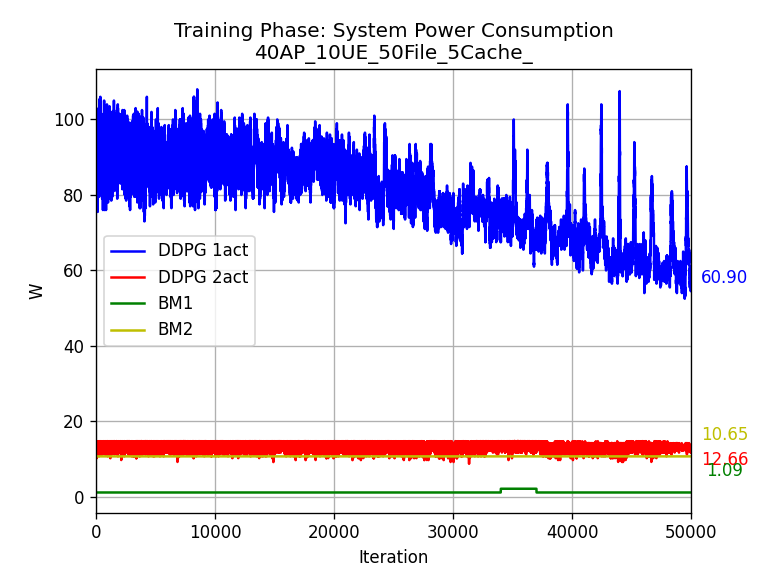 Training Phase: System Power Consumption
40AP_10UE_50File_5Cache_
100
80
60
40
20
0
W
DDPG 1act
DDPG 2act
BM1
BM2
60.90
10.65
12.66
1.09
0
10000
20000
30000
40000
50000
Iteration